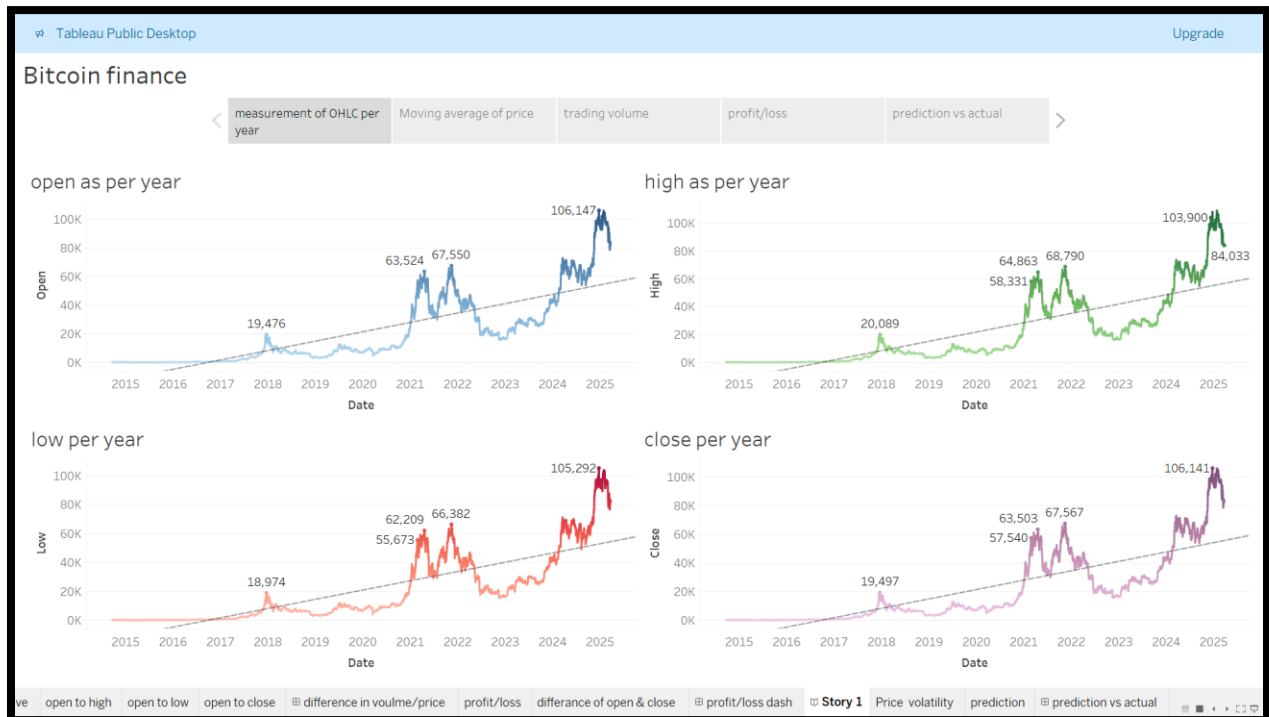 Tableau Public Desktop
Upgrade
Bitcoin finance
measurement of OHLC per
year
Moving average of price
trading volume
profit/loss
prediction vs actual
open as per year
100K
80K
60K
40K
20K
0K
Open
106,147
63,524
67,550
19,476
2015 2016 2017 2018 2019 2020 2021 2022 2023 2024 2025
Date
high as per year
100K
80K
60K
40K
20K
0K
High
103,900
84,033
64,863
68,790
58,331
20,089
2015 2016 2017 2018 2019 2020 2021 2022 2023 2024 2025
Date
low per year
100K
80K
60K
40K
20K
0K
Low
105,292
62,209
66,382
55,673
18,974
2015 2016 2017 2018 2019 2020 2021 2022 2023 2024 2025
Date
close per year
100K
80K
60K
40K
20K
0K
Close
106,141
63,503
67,567
57,540
19,497
2015 2016 2017 2018 2019 2020 2021 2022 2023 2024 2025
Date
ve open to high open to low open to close difference in voulme/price profit/loss differance of open & close profit/loss dash Story 1 Price volatility prediction prediction vs actual